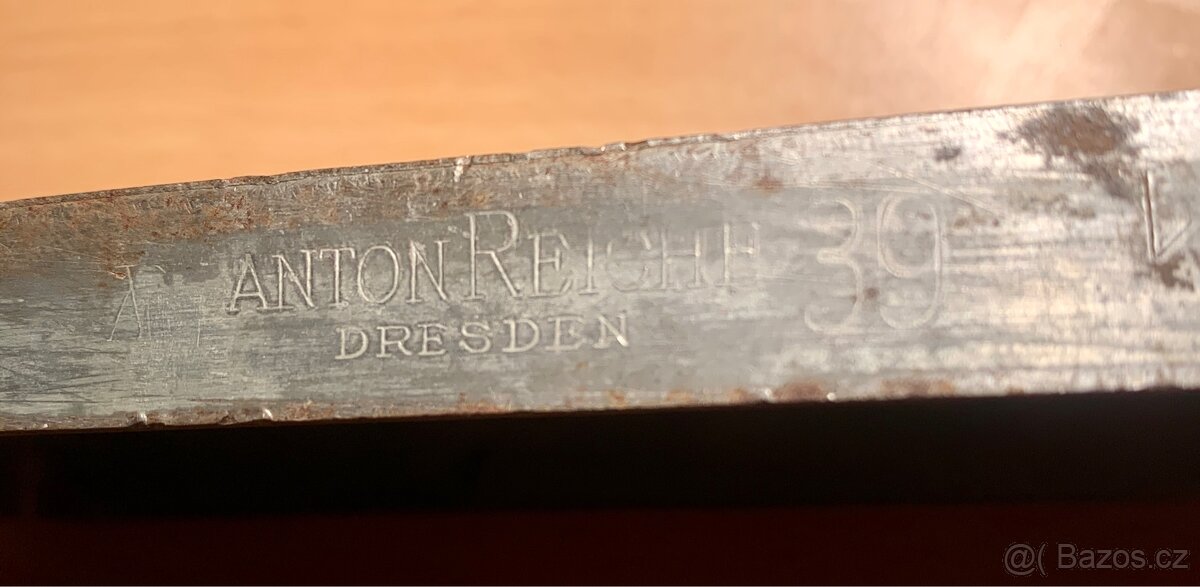 ANTON REICHE 39
DRESDEN
@( Bazos.cz